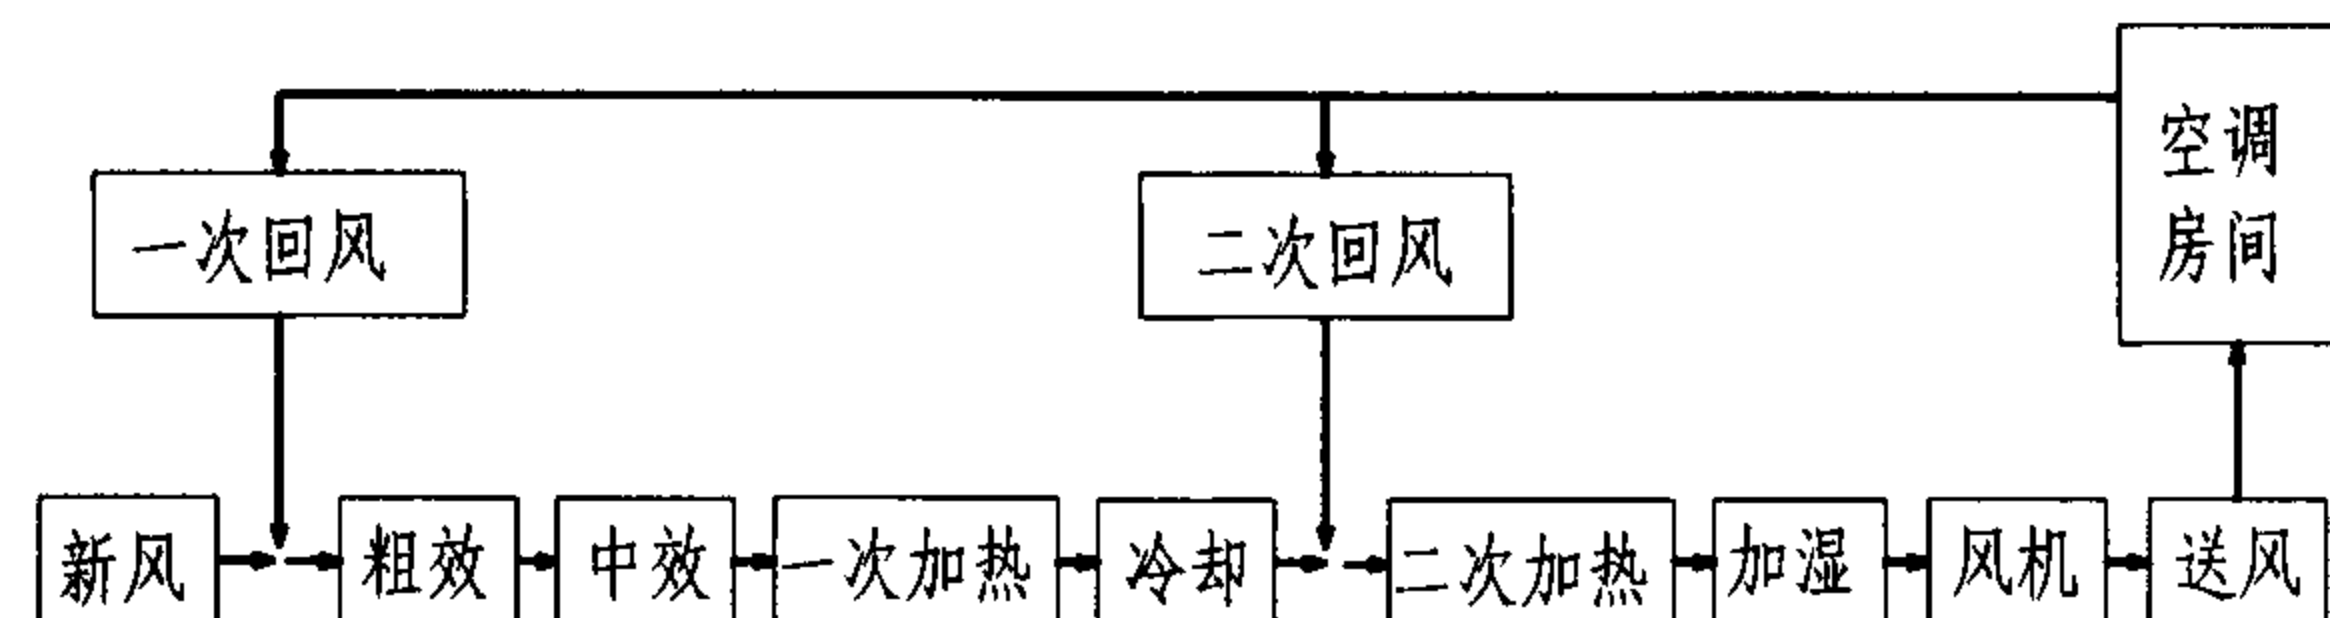 空调
房间
一次回风
二次回风
新风
粗效
中效
一次加热
冷却
二次加热
加湿
风机
送风